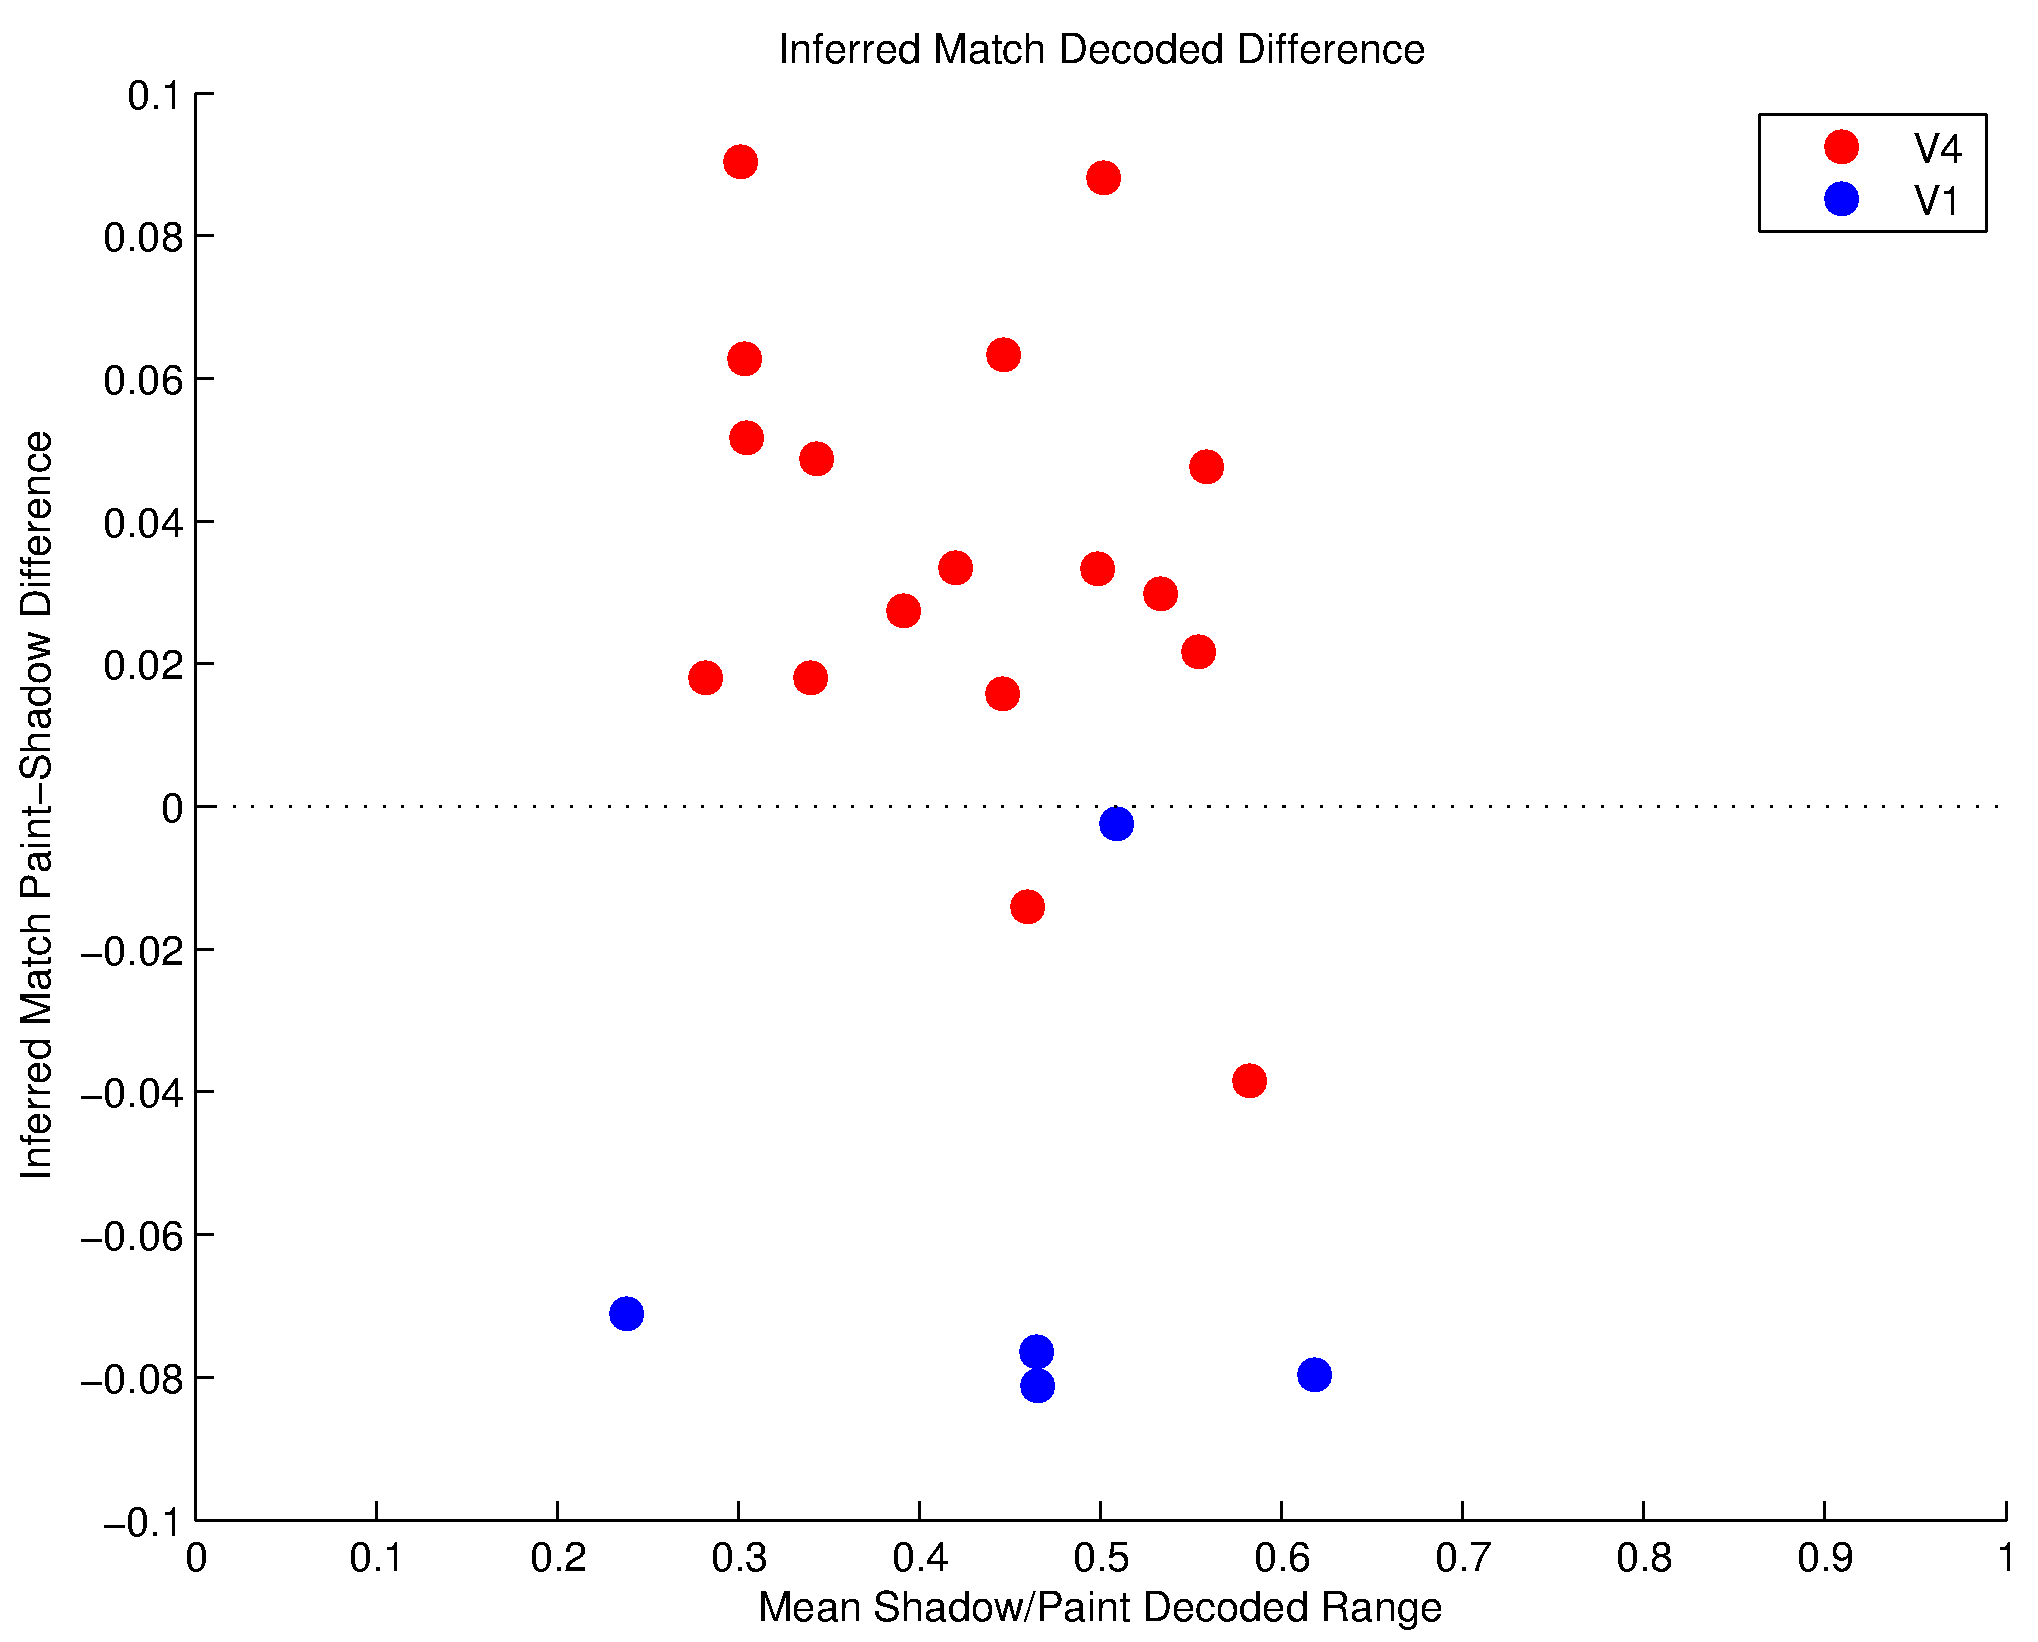 Inferred Match Decoded Difference
0.1
0.08
0.06
0.04
0.02
0
−0.02
−0.04
−0.06
−0.08
−0.1
Inferred Match Paint−Shadow Difference
V4
V1
0 0.1 0.2 0.3 0.4 0.5 0.6 0.7 0.8 0.9 1
Mean Shadow/Paint Decoded Range